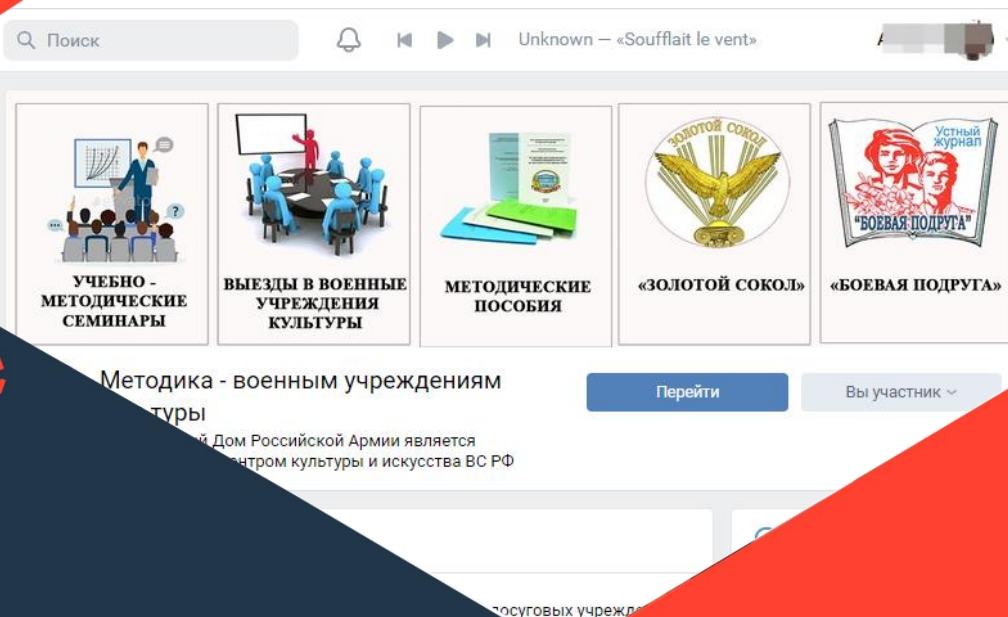 Поиск
Unknown — «Soufflait le vent»
ЗОЛОТОЙ СОКОЛ
Устный
журнал
"БОЕВАЯ ПОДРУГА"
УЧЕБНО -
МЕТОДИЧЕСКИЕ
СЕМИНАРЫ
ВЫЕЗДЫ В ВОЕННЫЕ
УЧРЕЖДЕНИЯ
КУЛЬТУРЫ
МЕТОДИЧЕСКИЕ
ПОСОБИЯ
«ЗОЛОТОЙ СОКОЛ»
«БОЕВАЯ ПОДРУГА»
Методика - военным учреждениям
туры
Перейти
Вы участник
й Дом Российской Армии является
нтром культуры и искусства ВС РФ